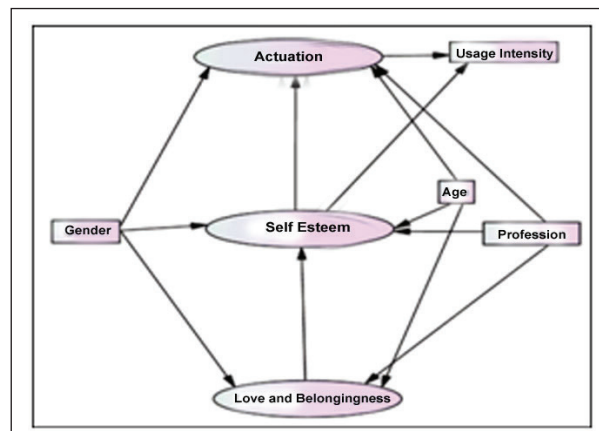 Actuation
Usage Intensity
Age
Gender
Self Esteem
Profession
Love and Belongingness